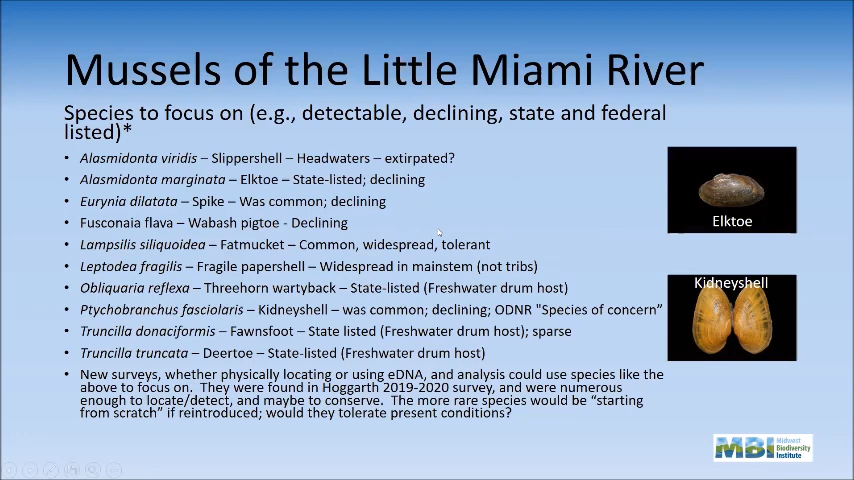 Mussels of the Little Miami River
Species to focus on (e.g., detectable, declining, state and federal
listed)*
• Alasmidonta viridis – Slippershell – Headwaters – extirpated?
• Alasmidonta marginata – Elktoe – State-listed; declining
• Eurynia dilatata – Spike – Was common; declining
• Fusconaia flava – Wabash pigtoe - Declining
• Lampsilis siliquoidea – Fatmucket – Common, widespread, tolerant
• Leptodea fragilis – Fragile papershell – Widespread in mainstem (not tribs)
• Obliquaria reflexa – Threehorn wartyback – State-listed (Freshwater drum host)
• Ptychobranchus fasciolaris – Kidneyshell – was common; declining; ODNR "Species of concern”
• Truncilla donaciformis – Fawnsfoot – State listed (Freshwater drum host); sparse
• Truncilla truncata – Deertoe – State-listed (Freshwater drum host)
• New surveys, whether physically locating or using eDNA, and analysis could use species like the
above to focus on. They were found in Hoggarth 2019-2020 survey, and were numerous
enough to locate/detect, and maybe to conserve. The more rare species would be “starting
from scratch” if reintroduced; would they tolerate present conditions?
Elktoe
Kidneyshell
MBI
Midwest
Biodiversity
Institute